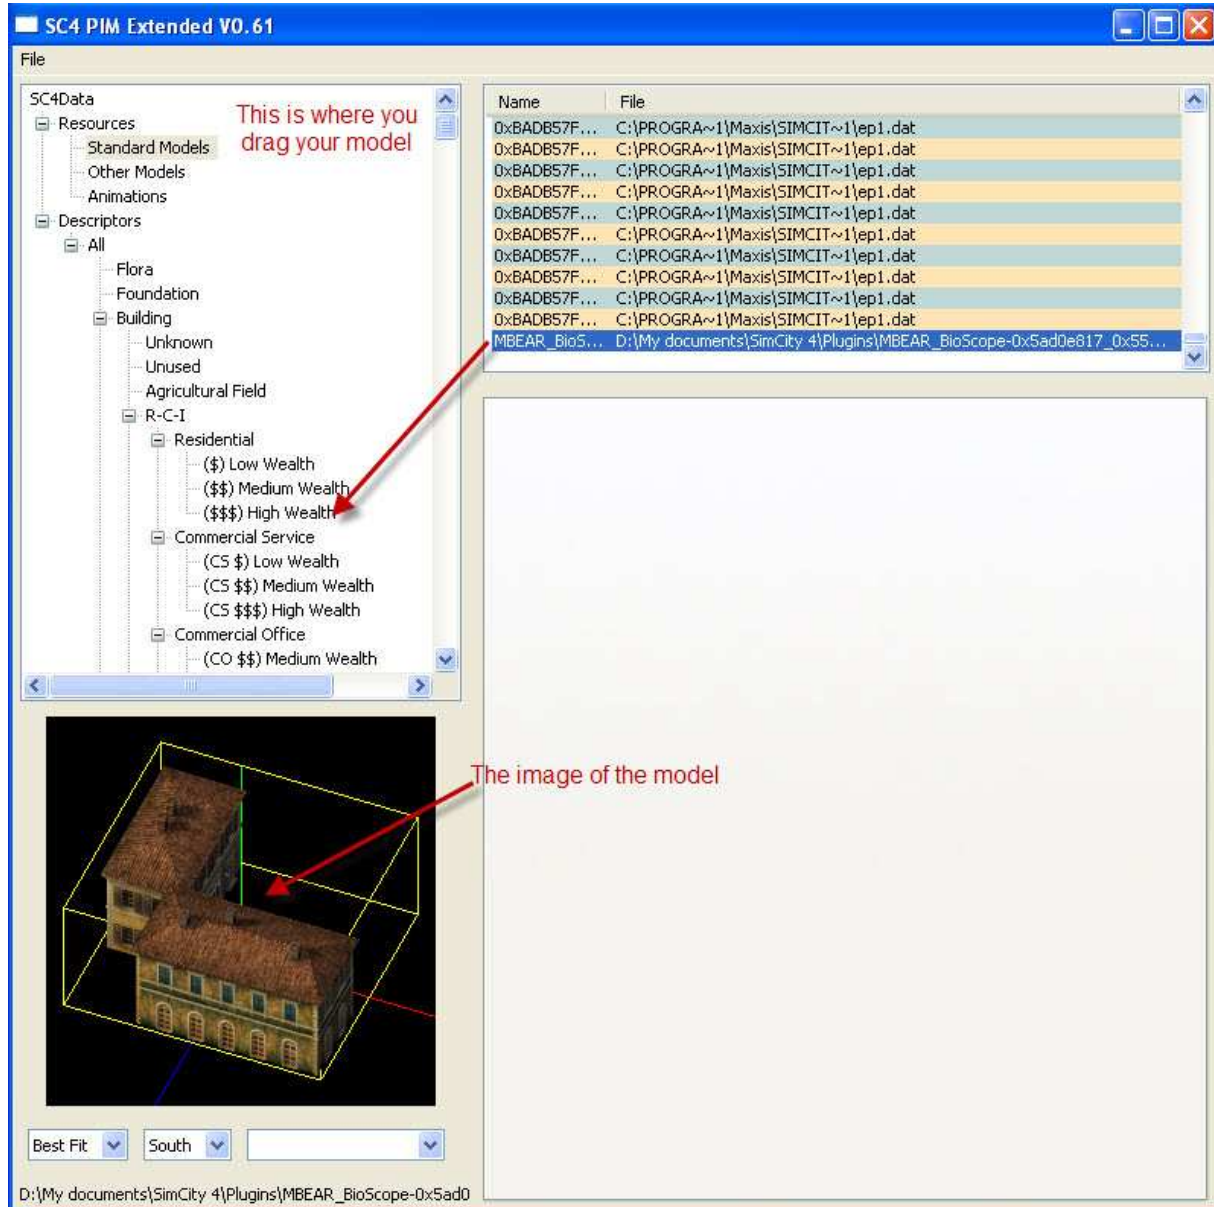 SC4 PIM Extended V0.61
File
SC4Data
Resources
Standard Models
Other Models
Animations
Descriptors
All
Flora
Foundation
Building
Unknown
Unused
Agricultural Field
R-C-I
Residential
($) Low Wealth
($$) Medium Wealth
($$$) High Wealth
Commercial Service
(CS $) Low Wealth
(CS $$) Medium Wealth
(CS $$$) High Wealth
Commercial Office
(CO $$) Medium Wealth
This is where you
drag your model
Name File
0xBADB57F... C:\PROGRA~1\Maxis\SIMCIT~1\ep1.dat
0xBADB57F... C:\PROGRA~1\Maxis\SIMCIT~1\ep1.dat
0xBADB57F... C:\PROGRA~1\Maxis\SIMCIT~1\ep1.dat
0xBADB57F... C:\PROGRA~1\Maxis\SIMCIT~1\ep1.dat
0xBADB57F... C:\PROGRA~1\Maxis\SIMCIT~1\ep1.dat
0xBADB57F... C:\PROGRA~1\Maxis\SIMCIT~1\ep1.dat
0xBADB57F... C:\PROGRA~1\Maxis\SIMCIT~1\ep1.dat
0xBADB57F... C:\PROGRA~1\Maxis\SIMCIT~1\ep1.dat
0xBADB57F... C:\PROGRA~1\Maxis\SIMCIT~1\ep1.dat
0xBADB57F... C:\PROGRA~1\Maxis\SIMCIT~1\ep1.dat
MBEAR_BioS... D:\My documents\SimCity 4\Plugins\MBEAR_BioScope-0x5ad0e817_0x55...
The image of the model
Best Fit South
D:\My documents\SimCity 4\Plugins\MBEAR_BioScope-0x5ad0